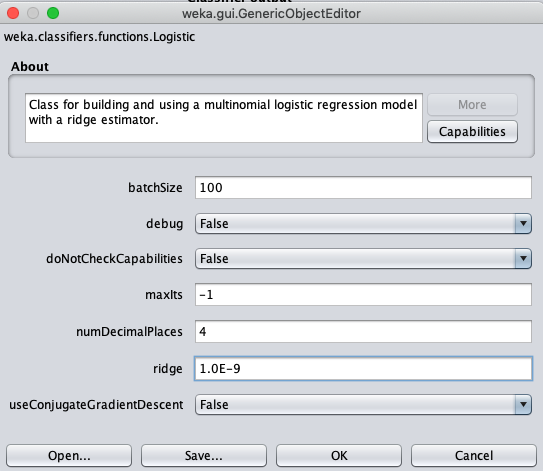 weka.gui.GenericObjectEditor
weka.classifiers.functions.Logistic
About
Class for building and using a multinomial logistic regression model
with a ridge estimator.
More
Capabilities
batchSize 100
debug False
doNotCheckCapabilities False
maxIts -1
numDecimalPlaces 4
ridge 1.0E-9
useConjugateGradientDescent False
Open... Save... OK Cancel